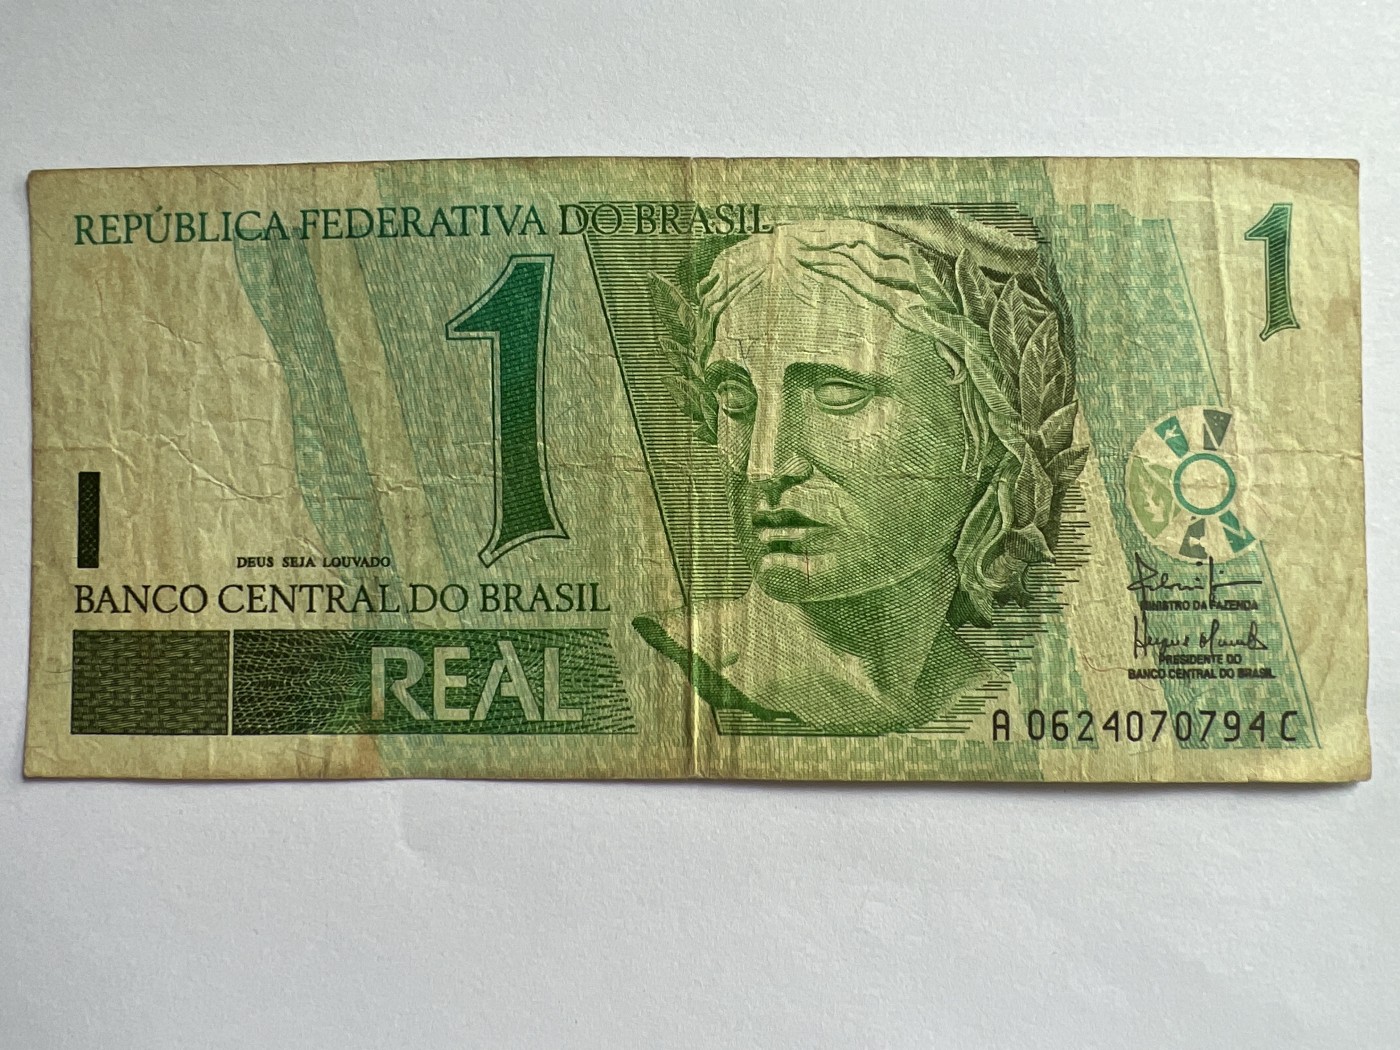 REPÚBLICA FEDERATIVA DO BRASIL
1
1
DEUS SEJA LOUVADO
BANCO CENTRAL DO BRASIL
REAL
MINISTRO DA FAZENDA
PRESIDENTE DO
BANCO CENTRAL DO BRASIL
A 0624070794 C